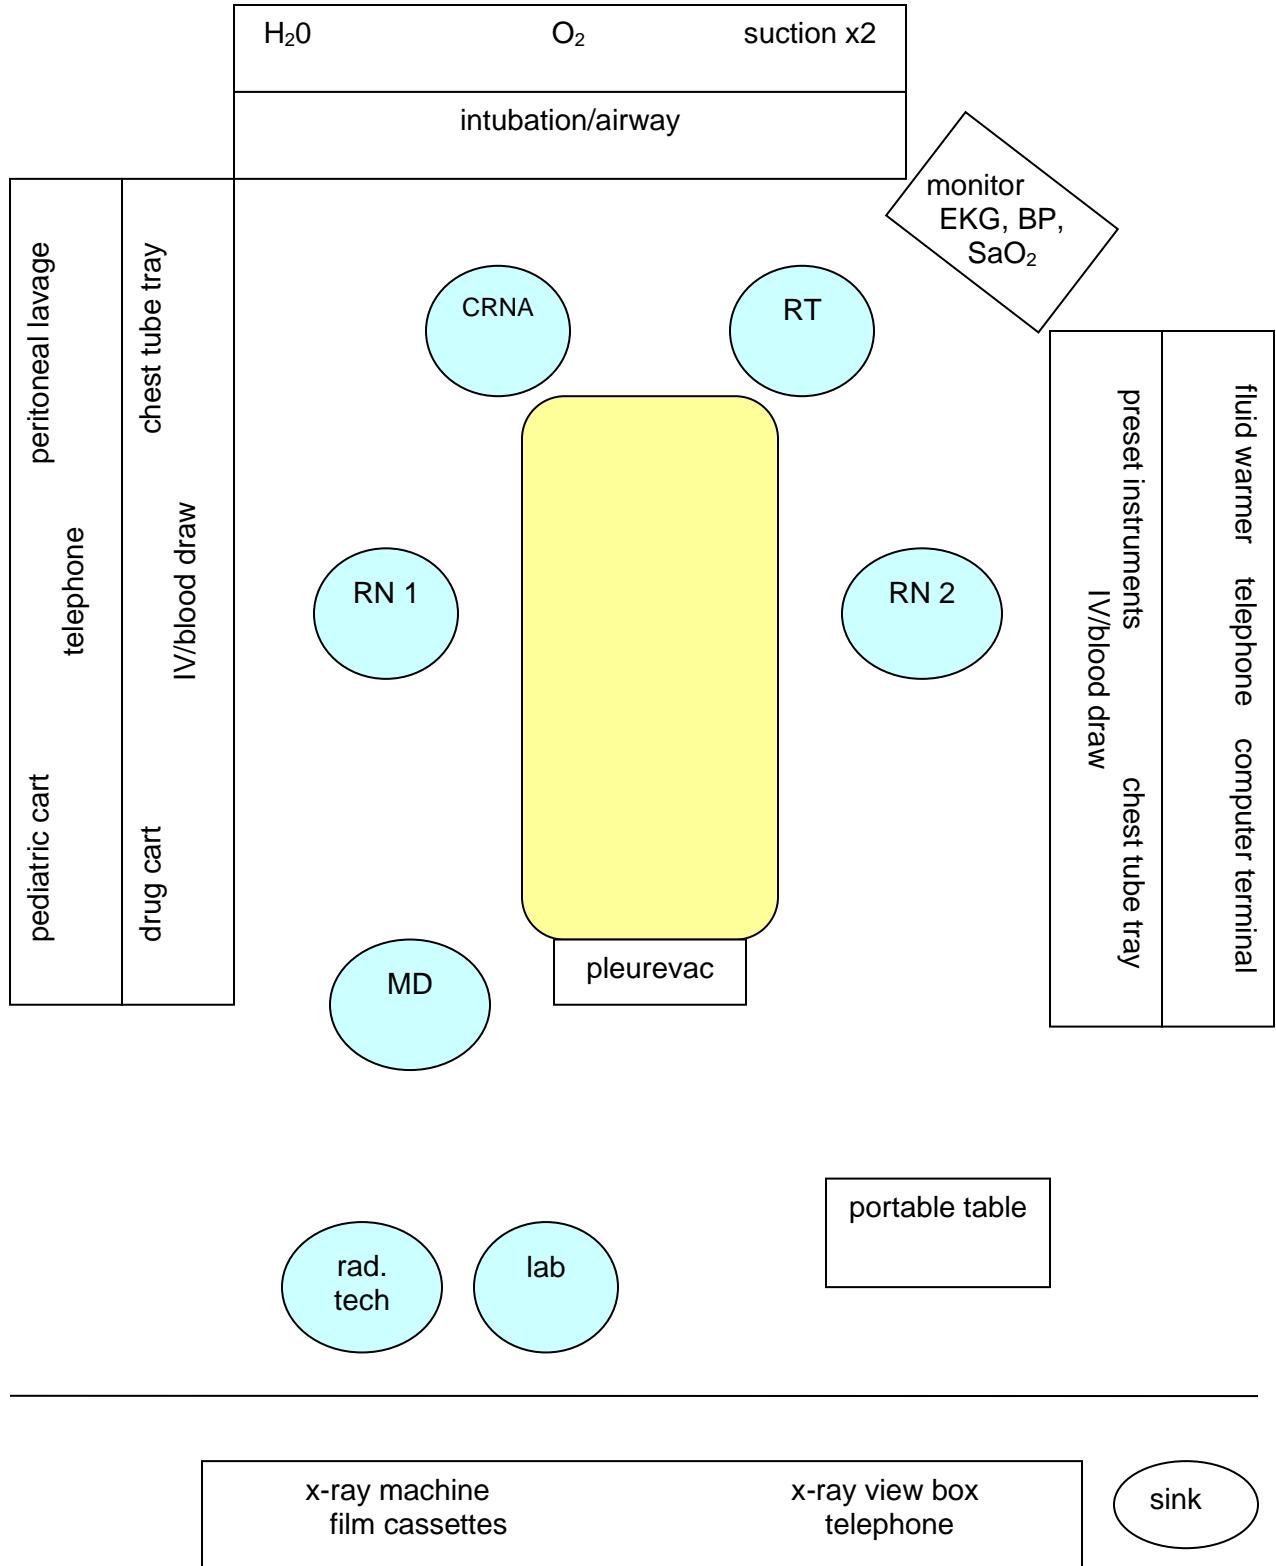 H₂0 O₂ suction x2
intubation/airway
monitor
EKG, BP,
SaO₂
peritoneal lavage
telephone
pediatric cart
chest tube tray
IV/blood draw
drug cart
CRNA
RT
RN 1
RN 2
fluid warmer telephone computer terminal
preset instruments
IV/blood draw
chest tube tray
MD
pleurevac
portable table
rad.
tech
lab
x-ray machine
film cassettes
x-ray view box
telephone
sink